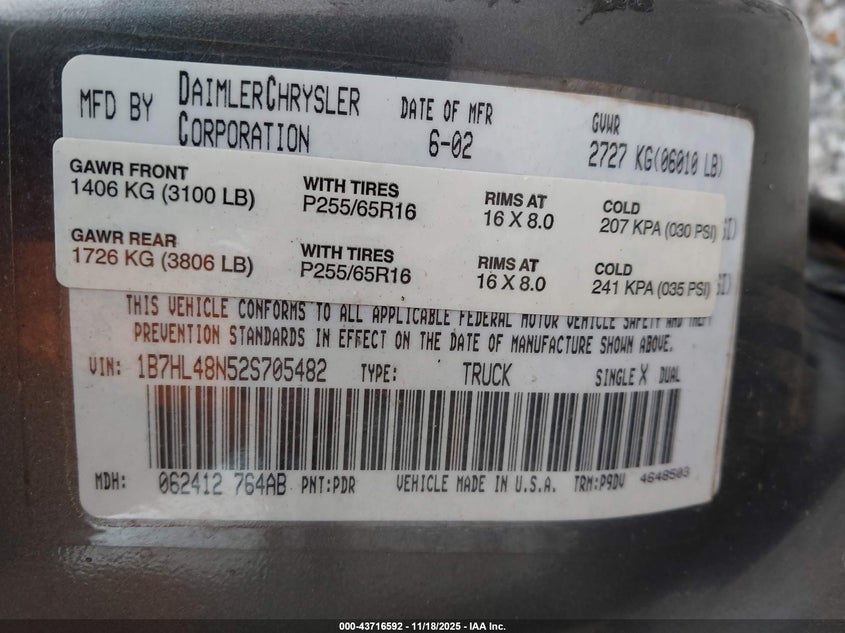 MFD BY DAIMLERCHRYSLER CORPORATION DATE OF MFR 6-02 GVWR 2727 KG(06010 LB)
GAWR FRONT WITH TIRES RIMS AT COLD
1406 KG (3100 LB) P255/65R16 16 X 8.0 207 KPA (030 PSI)
GAWR REAR WITH TIRES RIMS AT COLD
1726 KG (3806 LB) P255/65R16 16 X 8.0 241 KPA (035 PSI)
THIS VEHICLE CONFORMS TO ALL APPLICABLE FEDERAL MOTOR VEHICLE SAFETY AND THEFT
PREVENTION STANDARDS IN EFFECT ON THE DATE OF MANUFACTURE SHOWN ABOVE.
VIN: 1B7HL48N52S705482 TYPE: TRUCK SINGLE X DUAL
MDH: 062412 764AB PNT:PDR VEHICLE MADE IN U.S.A. TRM:P9DV 4648503
000-43716592 - 11/18/2025 - IAA Inc.